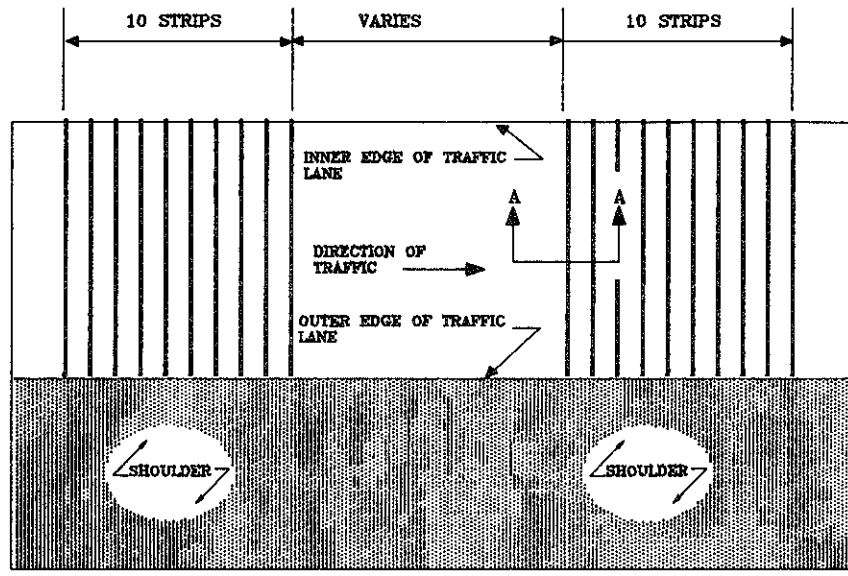 10 STRIPS
VARIES
10 STRIPS
INNER EDGE OF TRAFFIC
LANE
A
A
DIRECTION OF
TRAFFIC
OUTER EDGE OF TRAFFIC
LANE
SHOULDER
SHOULDER